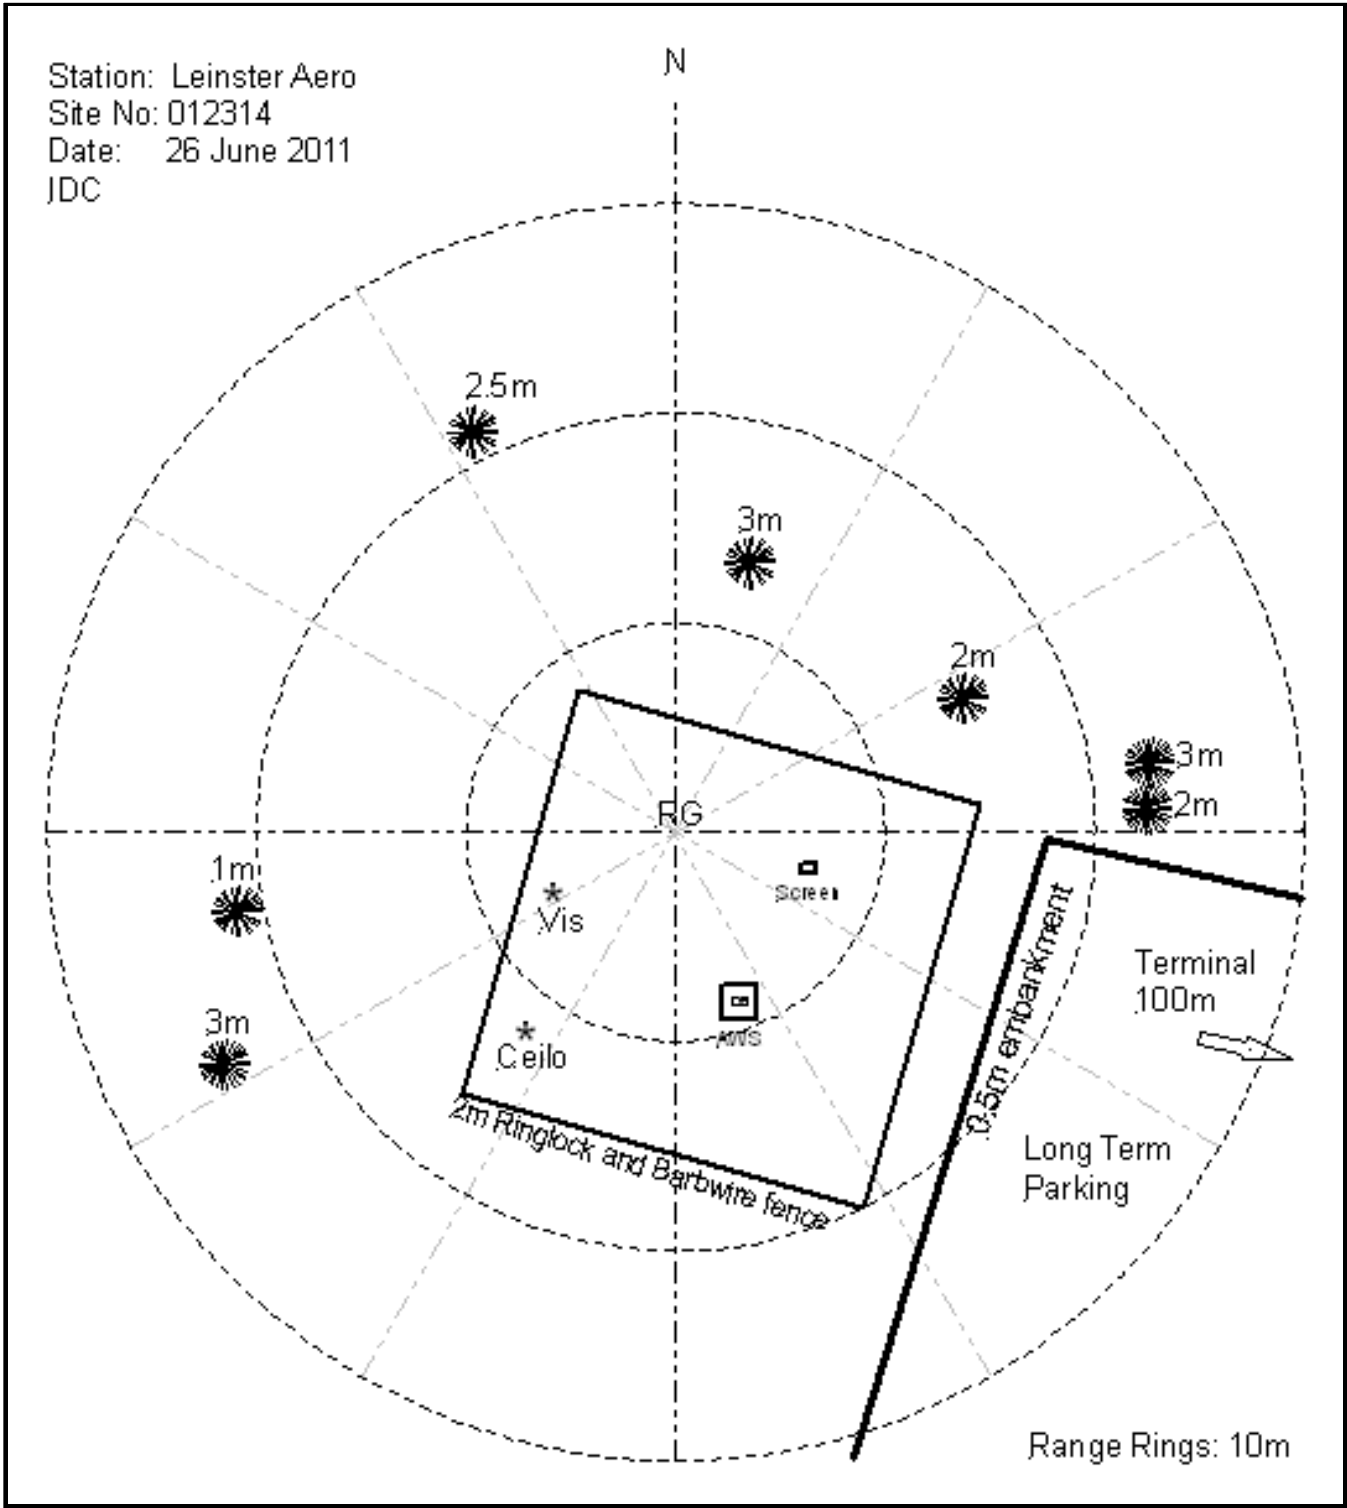 N
Station: Leinster Aero
Site No: 012314
Date: 26 June 2011
JDC
2.5m
3m
2m
3m
2m
RG
1m
Screen
Vis
3m
AWS
Ceilo
0.5m embankment
Terminal
100m
2m Ringlock and Barbwire fence
Long Term
Parking
Range Rings: 10m